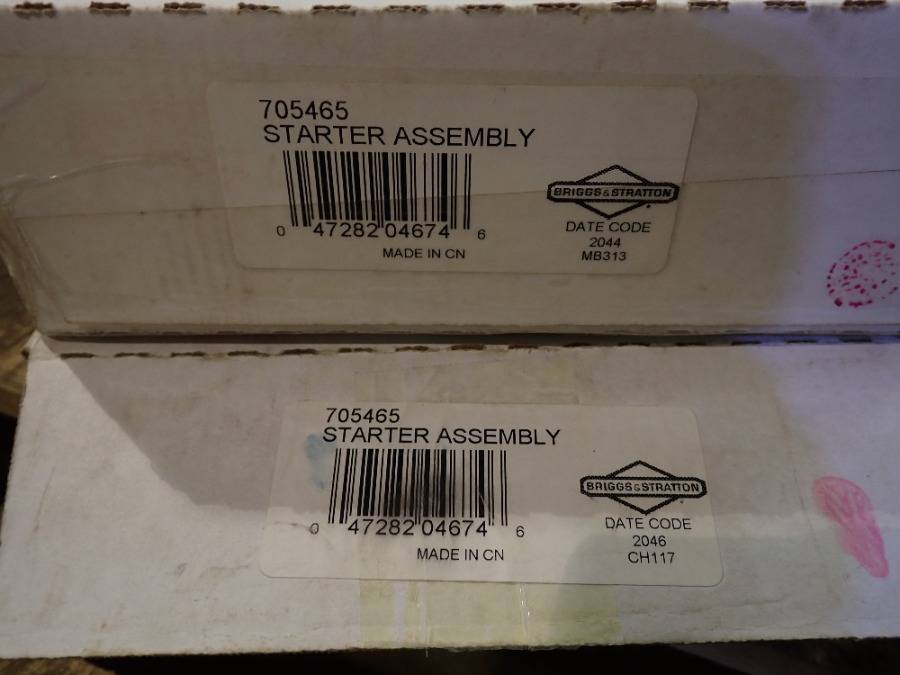 705465
STARTER ASSEMBLY
0 47282 04674 6
MADE IN CN
BRIGGS & STRATTON
DATE CODE
2044
MB313
705465
STARTER ASSEMBLY
0 47282 04674 6
MADE IN CN
BRIGGS & STRATTON
DATE CODE
2046
CH117